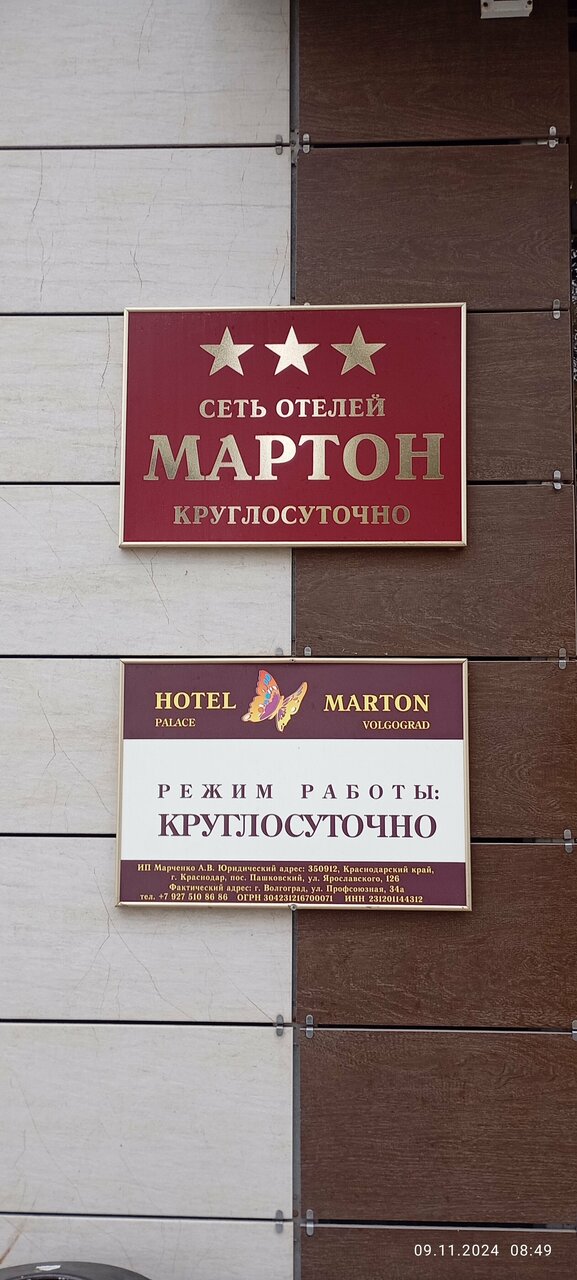 СЕТЬ ОТЕЛЕЙ
МАРТОН
КРУГЛОСУТОЧНО
HOTEL MARTON
PALACE VOLGOGRAD
РЕЖИМ РАБОТЫ:
КРУГЛОСУТОЧНО
ИП Марченко А.В. Юридический адрес: 350912, Краснодарский край,
г. Краснодар, пос. Пашковский, ул. Ярославского, 126
Фактический адрес: г. Волгоград, ул. Профсоюзная, 34а
тел. +7 927 510 86 86 ОГРН 304231216700071 ИНН 231201144312
09.11.2024 08:49